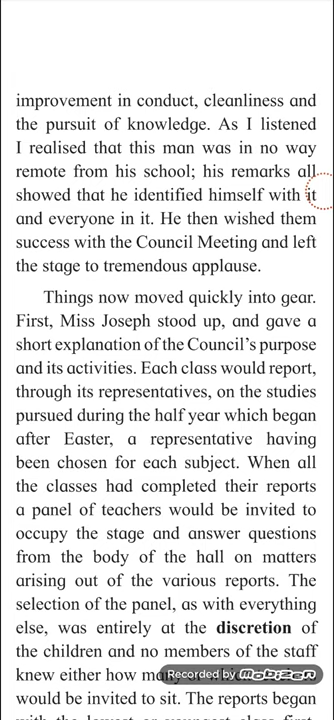 improvement in conduct, cleanliness and
the pursuit of knowledge. As I listened
I realised that this man was in no way
remote from his school; his remarks all
showed that he identified himself with it
and everyone in it. He then wished them
success with the Council Meeting and left
the stage to tremendous applause.
Things now moved quickly into gear.
First, Miss Joseph stood up, and gave a
short explanation of the Council's purpose
and its activities. Each class would report,
through its representatives, on the studies
pursued during the half year which began
after Easter, a representative having
been chosen for each subject. When all
the classes had completed their reports
a panel of teachers would be invited to
occupy the stage and answer questions
from the body of the hall on matters
arising out of the various reports. The
selection of the panel, as with everything
else, was entirely at the discretion of
the children and no members of the staff
knew either how
Recorded by mobizen
would be invited to sit. The reports began